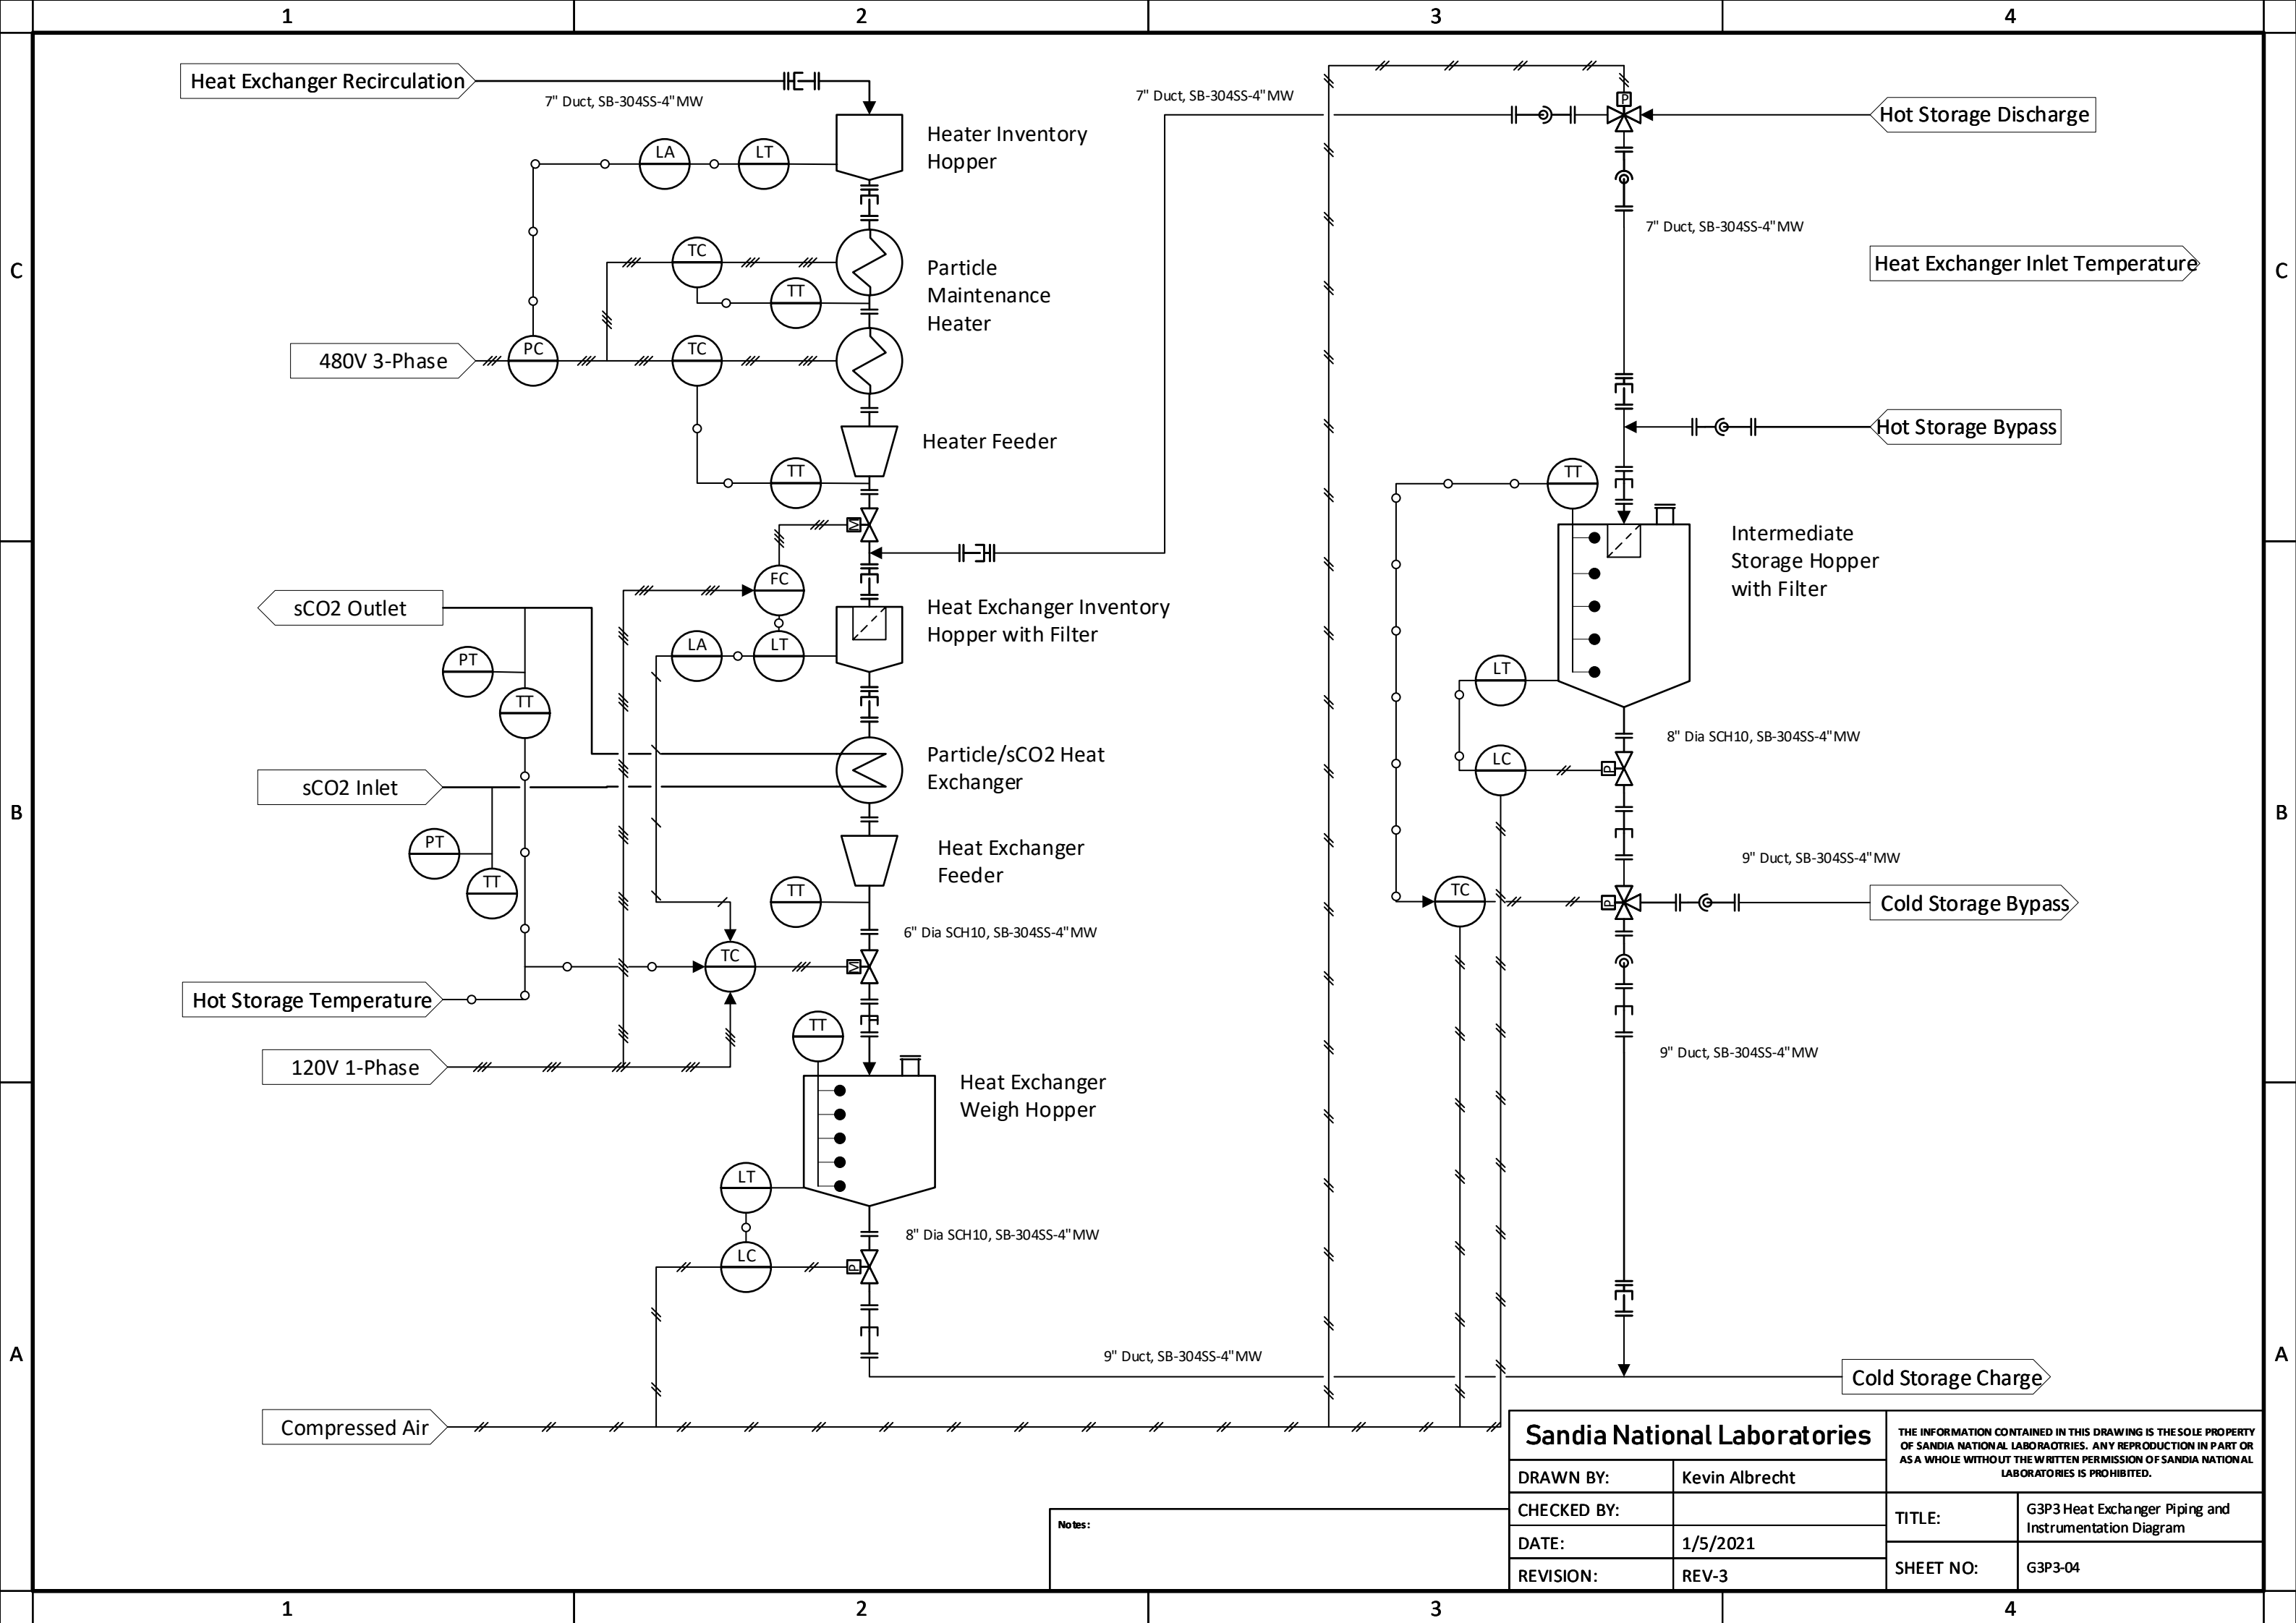 1
2
3
4
Heat Exchanger Recirculation
7" Duct, SB-304SS-4"MW
Heater Inventory
Hopper
LA
LT
7" Duct, SB-304SS-4"MW
P
Hot Storage Discharge
7" Duct, SB-304SS-4"MW
C
C
Heat Exchanger Inlet Temperature
TC
TT
Particle
Maintenance
Heater
480V 3-Phase
PC
TC
Heater Feeder
TT
M
Hot Storage Bypass
TT
Intermediate
Storage Hopper
with Filter
FC
sCO2 Outlet
Heat Exchanger Inventory
Hopper with Filter
LA
LT
PT
TT
LT
8" Dia SCH10, SB-304SS-4"MW
LC
P
Particle/sCO2 Heat
Exchanger
sCO2 Inlet
B
B
PT
TT
Heat Exchanger
Feeder
TT
6" Dia SCH10, SB-304SS-4"MW
9" Duct, SB-304SS-4"MW
TC
P
Cold Storage Bypass
TC
M
Hot Storage Temperature
TT
9" Duct, SB-304SS-4"MW
120V 1-Phase
Heat Exchanger
Weigh Hopper
LT
8" Dia SCH10, SB-304SS-4"MW
LC
P
A
A
9" Duct, SB-304SS-4"MW
Cold Storage Charge
Compressed Air
Sandia National Laboratories
THE INFORMATION CONTAINED IN THIS DRAWING IS THE SOLE PROPERTY
OF SANDIA NATIONAL LABORAOTRIES. ANY REPRODUCTION IN PART OR
AS A WHOLE WITHOUT THE WRITTEN PERMISSION OF SANDIA NATIONAL
LABORATORIES IS PROHIBITED.
DRAWN BY:
Kevin Albrecht
CHECKED BY:
DATE:
1/5/2021
REVISION:
REV-3
TITLE:
G3P3 Heat Exchanger Piping and
Instrumentation Diagram
SHEET NO:
G3P3-04
Notes:
1
2
3
4